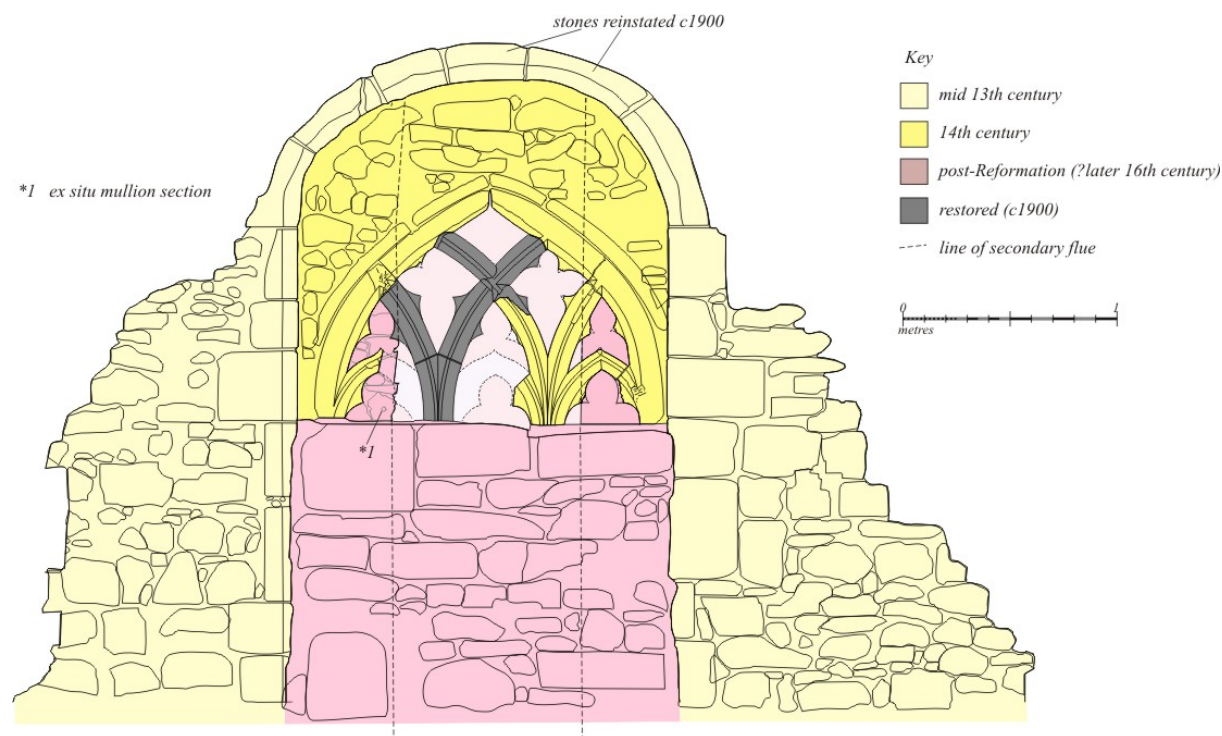 stones reinstated c1900
Key
mid 13th century
14th century
*1 ex situ mullion section
post-Reformation (?later 16th century)
restored (c1900)
line of secondary flue
0 1
metres
*1